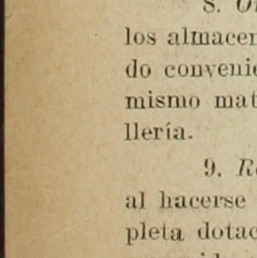 8. O
los almacen
do convenie
mismo mat
llería.
9. R
al hacerse
pleta dotac